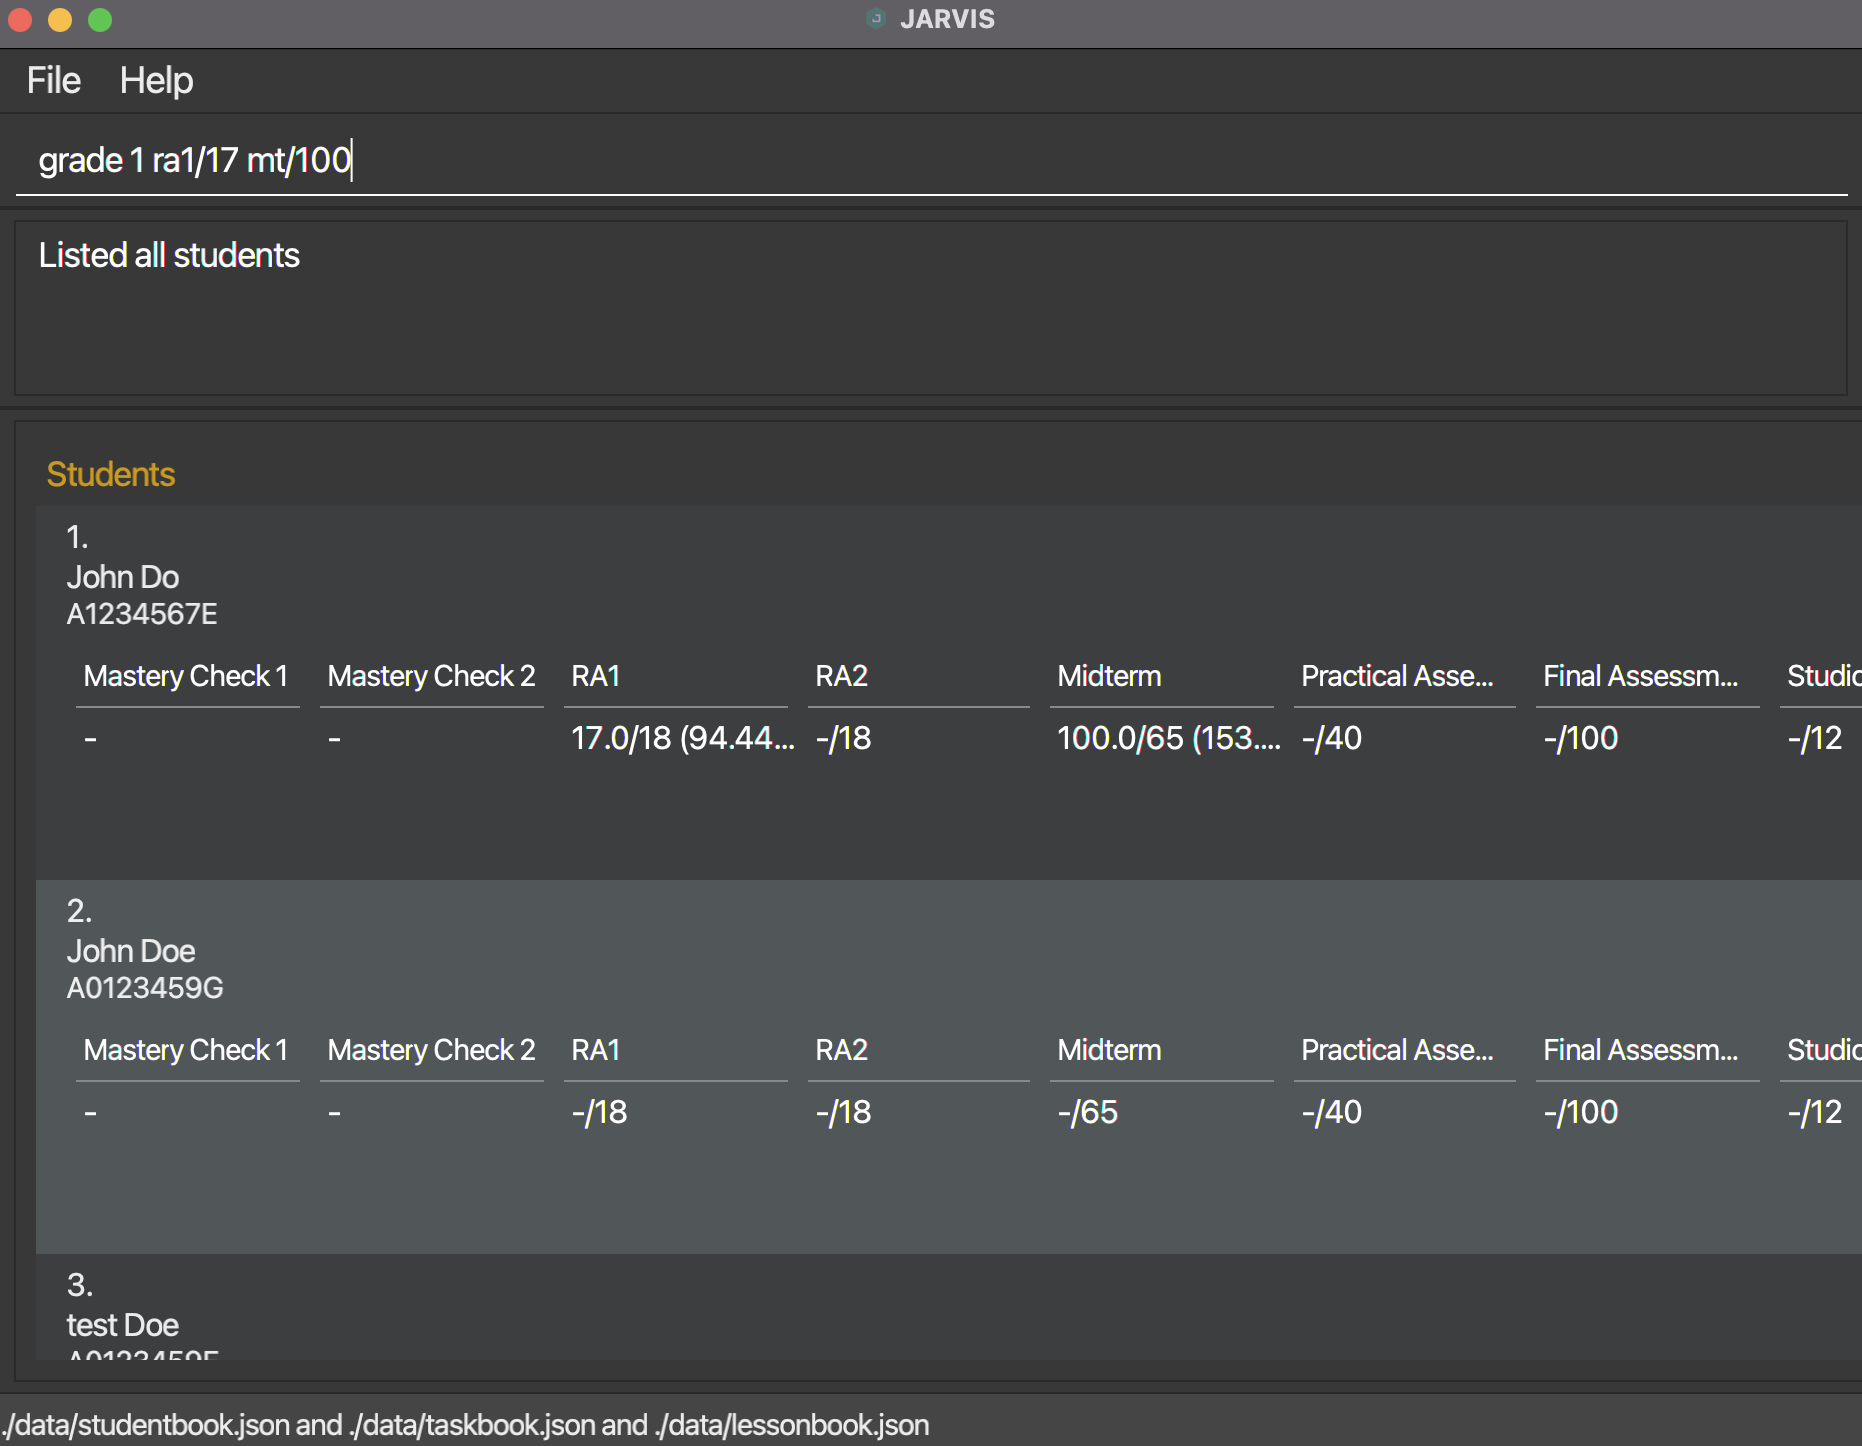 JARVIS
File Help
grade 1 ra1/17 mt/100
Listed all students
Students
1.
John Do
A1234567E
Mastery Check 1 Mastery Check 2 RA1 RA2 Midterm Practical Asse... Final Assessm... Studio
- - 17.0/18 (94.44... -/18 100.0/65 (153.... -/40 -/100 -/12
2.
John Doe
A0123459G
Mastery Check 1 Mastery Check 2 RA1 RA2 Midterm Practical Asse... Final Assessm... Studio
- - -/18 -/18 -/65 -/40 -/100 -/12
3.
test Doe
./data/studentbook.json and ./data/taskbook.json and ./data/lessonbook.json